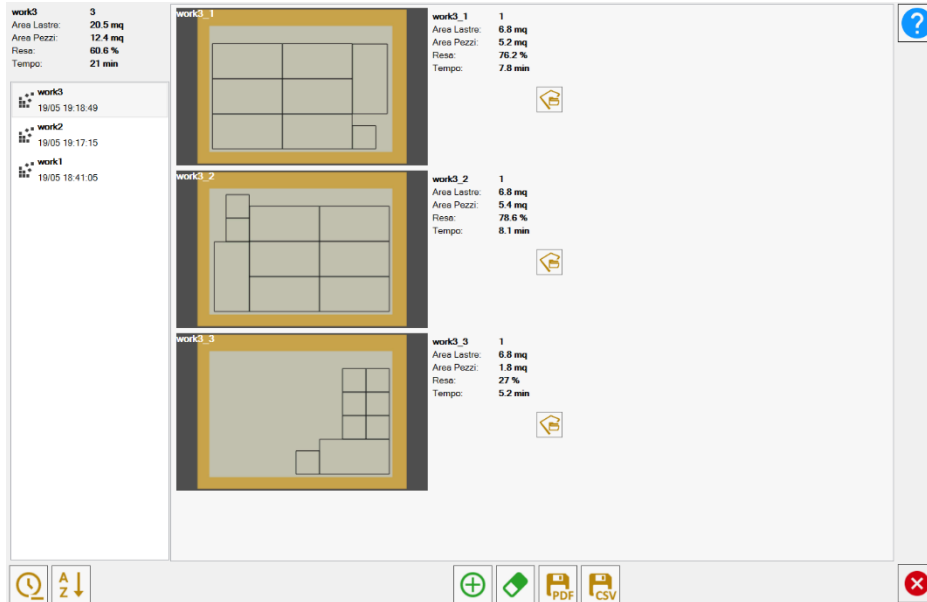 work3 3
Area Lastre: 20.5 mq
Area Pezzi: 12.4 mq
Resa: 60.6 %
Tempo: 21 min
work3
19/05 19:18:49
work2
19/05 19:17:15
work1
19/05 18:41:05
work3_1
work3_1 1
Area Lastre: 6.8 mq
Area Pezzi: 5.2 mq
Resa: 76.2 %
Tempo: 7.8 min
work3_2
work3_2 1
Area Lastre: 6.8 mq
Area Pezzi: 5.4 mq
Resa: 78.6 %
Tempo: 8.1 min
work3_3
work3_3 1
Area Lastre: 6.8 mq
Area Pezzi: 1.8 mq
Resa: 27 %
Tempo: 5.2 min
?
A
Z
PDF
CSV